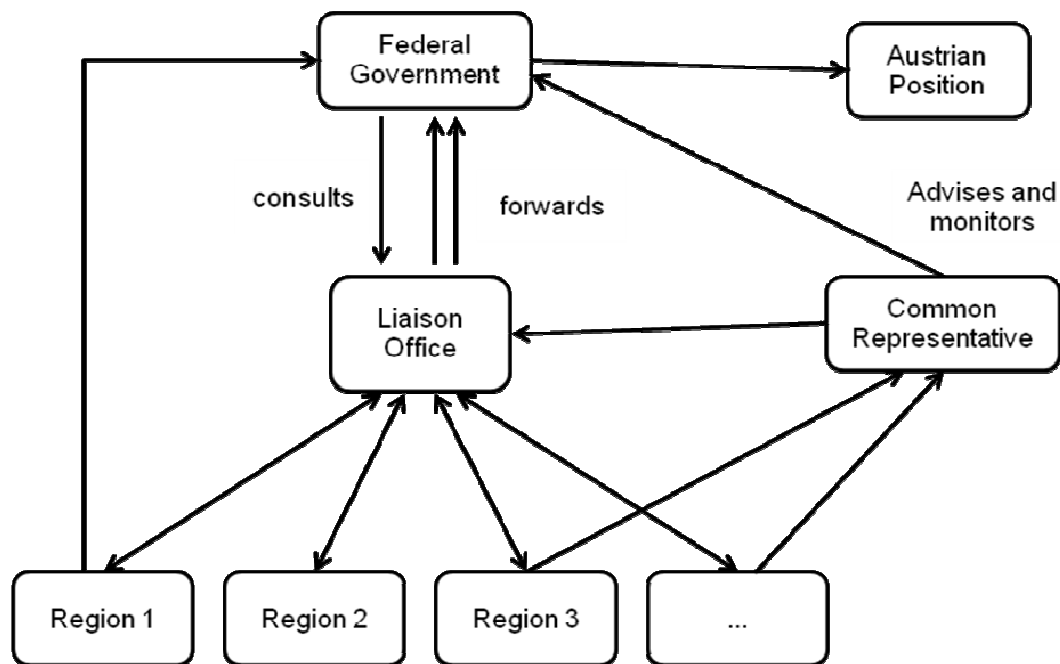 Federal
Government
Austrian
Position
consults
forwards
Advises and
monitors
Liaison
Office
Common
Representative
Region 1
Region 2
Region 3
...